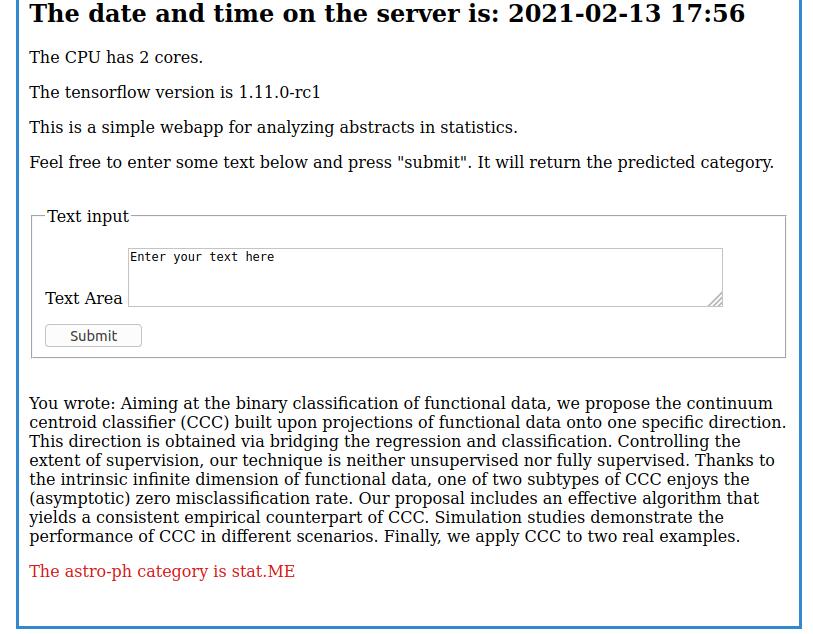 The date and time on the server is: 2021-02-13 17:56
The CPU has 2 cores.
The tensorflow version is 1.11.0-rc1
This is a simple webapp for analyzing abstracts in statistics.
Feel free to enter some text below and press "submit". It will return the predicted category.
Text input
Enter your text here
Text Area
Submit
You wrote: Aiming at the binary classification of functional data, we propose the continuum
centroid classifier (CCC) built upon projections of functional data onto one specific direction.
This direction is obtained via bridging the regression and classification. Controlling the
extent of supervision, our technique is neither unsupervised nor fully supervised. Thanks to
the intrinsic infinite dimension of functional data, one of two subtypes of CCC enjoys the
(asymptotic) zero misclassification rate. Our proposal includes an effective algorithm that
yields a consistent empirical counterpart of CCC. Simulation studies demonstrate the
performance of CCC in different scenarios. Finally, we apply CCC to two real examples.
The astro-ph category is stat.ME